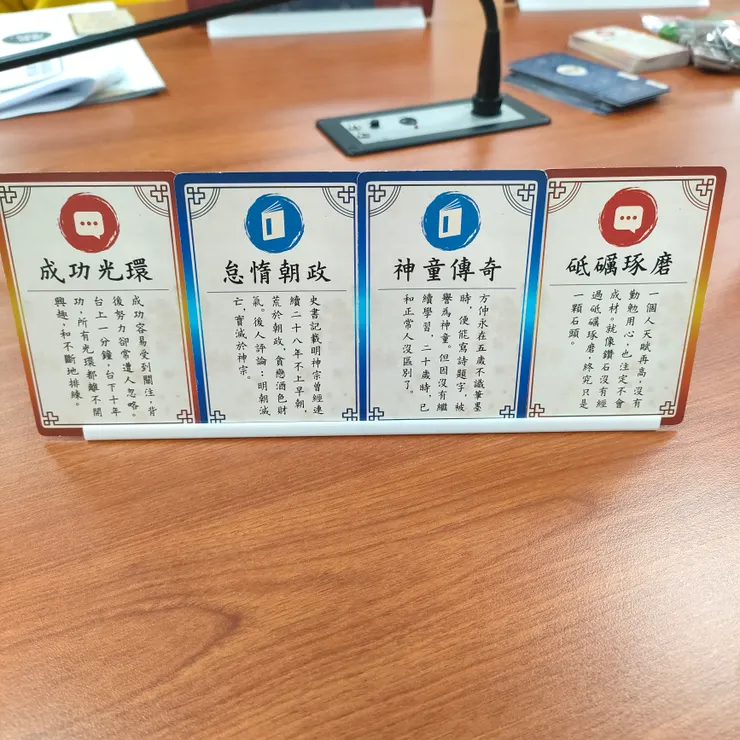 成功光環
成功容易受到關注，背
後努力卻常遭人忽略。
台上一分鐘，台下十年
功，所有光環都離不開
興趣，和不斷地排練。
怠惰朝政
史書記載明神宗曾經連
續二十八年不上早朝，
荒於朝政，貪戀酒色財
氣。後人評論：明朝滅
亡，實滅於神宗。
神童傳奇
方仲永在五歲不識筆墨
時，便能寫詩題字，被
譽為神童。但因沒有繼
續學習，二十歲時，已
和正常人沒區別了。
砥礪琢磨
一個人天賦再高，沒有
勤勉用心，也注定不會
成材。就像鑽石沒有經
過砥礪琢磨，終究只是
一顆石頭。